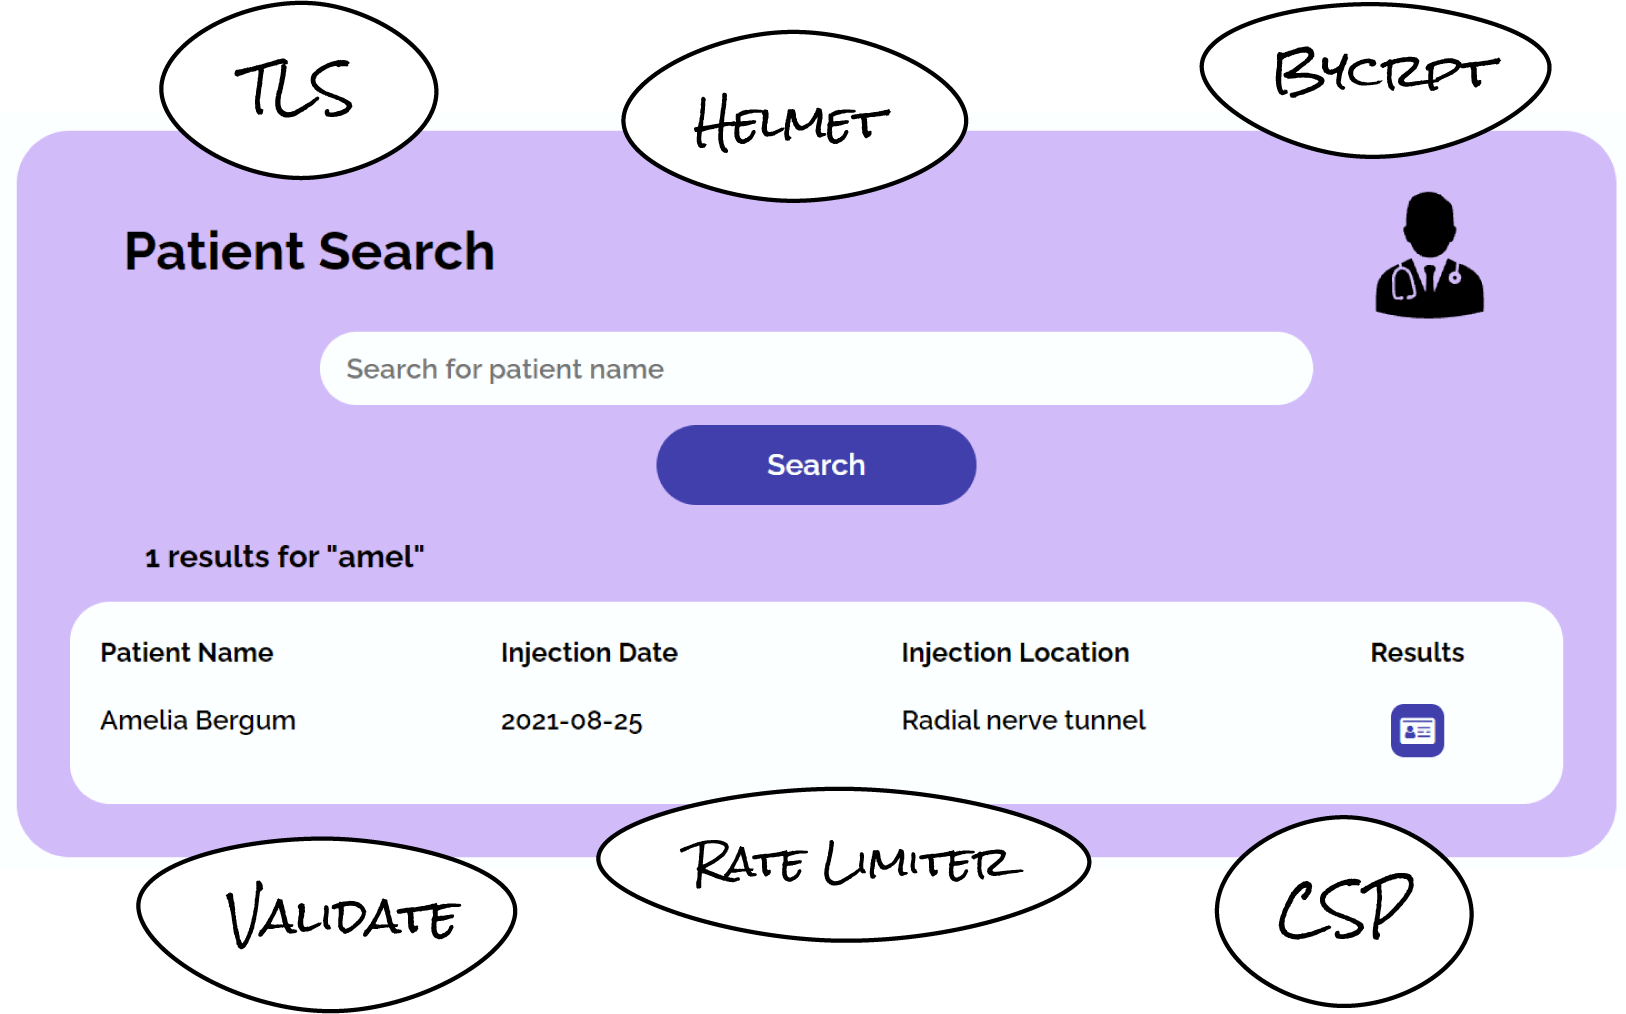 TLS
Helmet
Bycrpt
Patient Search
Search for patient name
Search
1 results for "amel"
Patient Name Injection Date Injection Location Results
Amelia Bergum 2021-08-25 Radial nerve tunnel
Validate
Rate Limiter
CSP